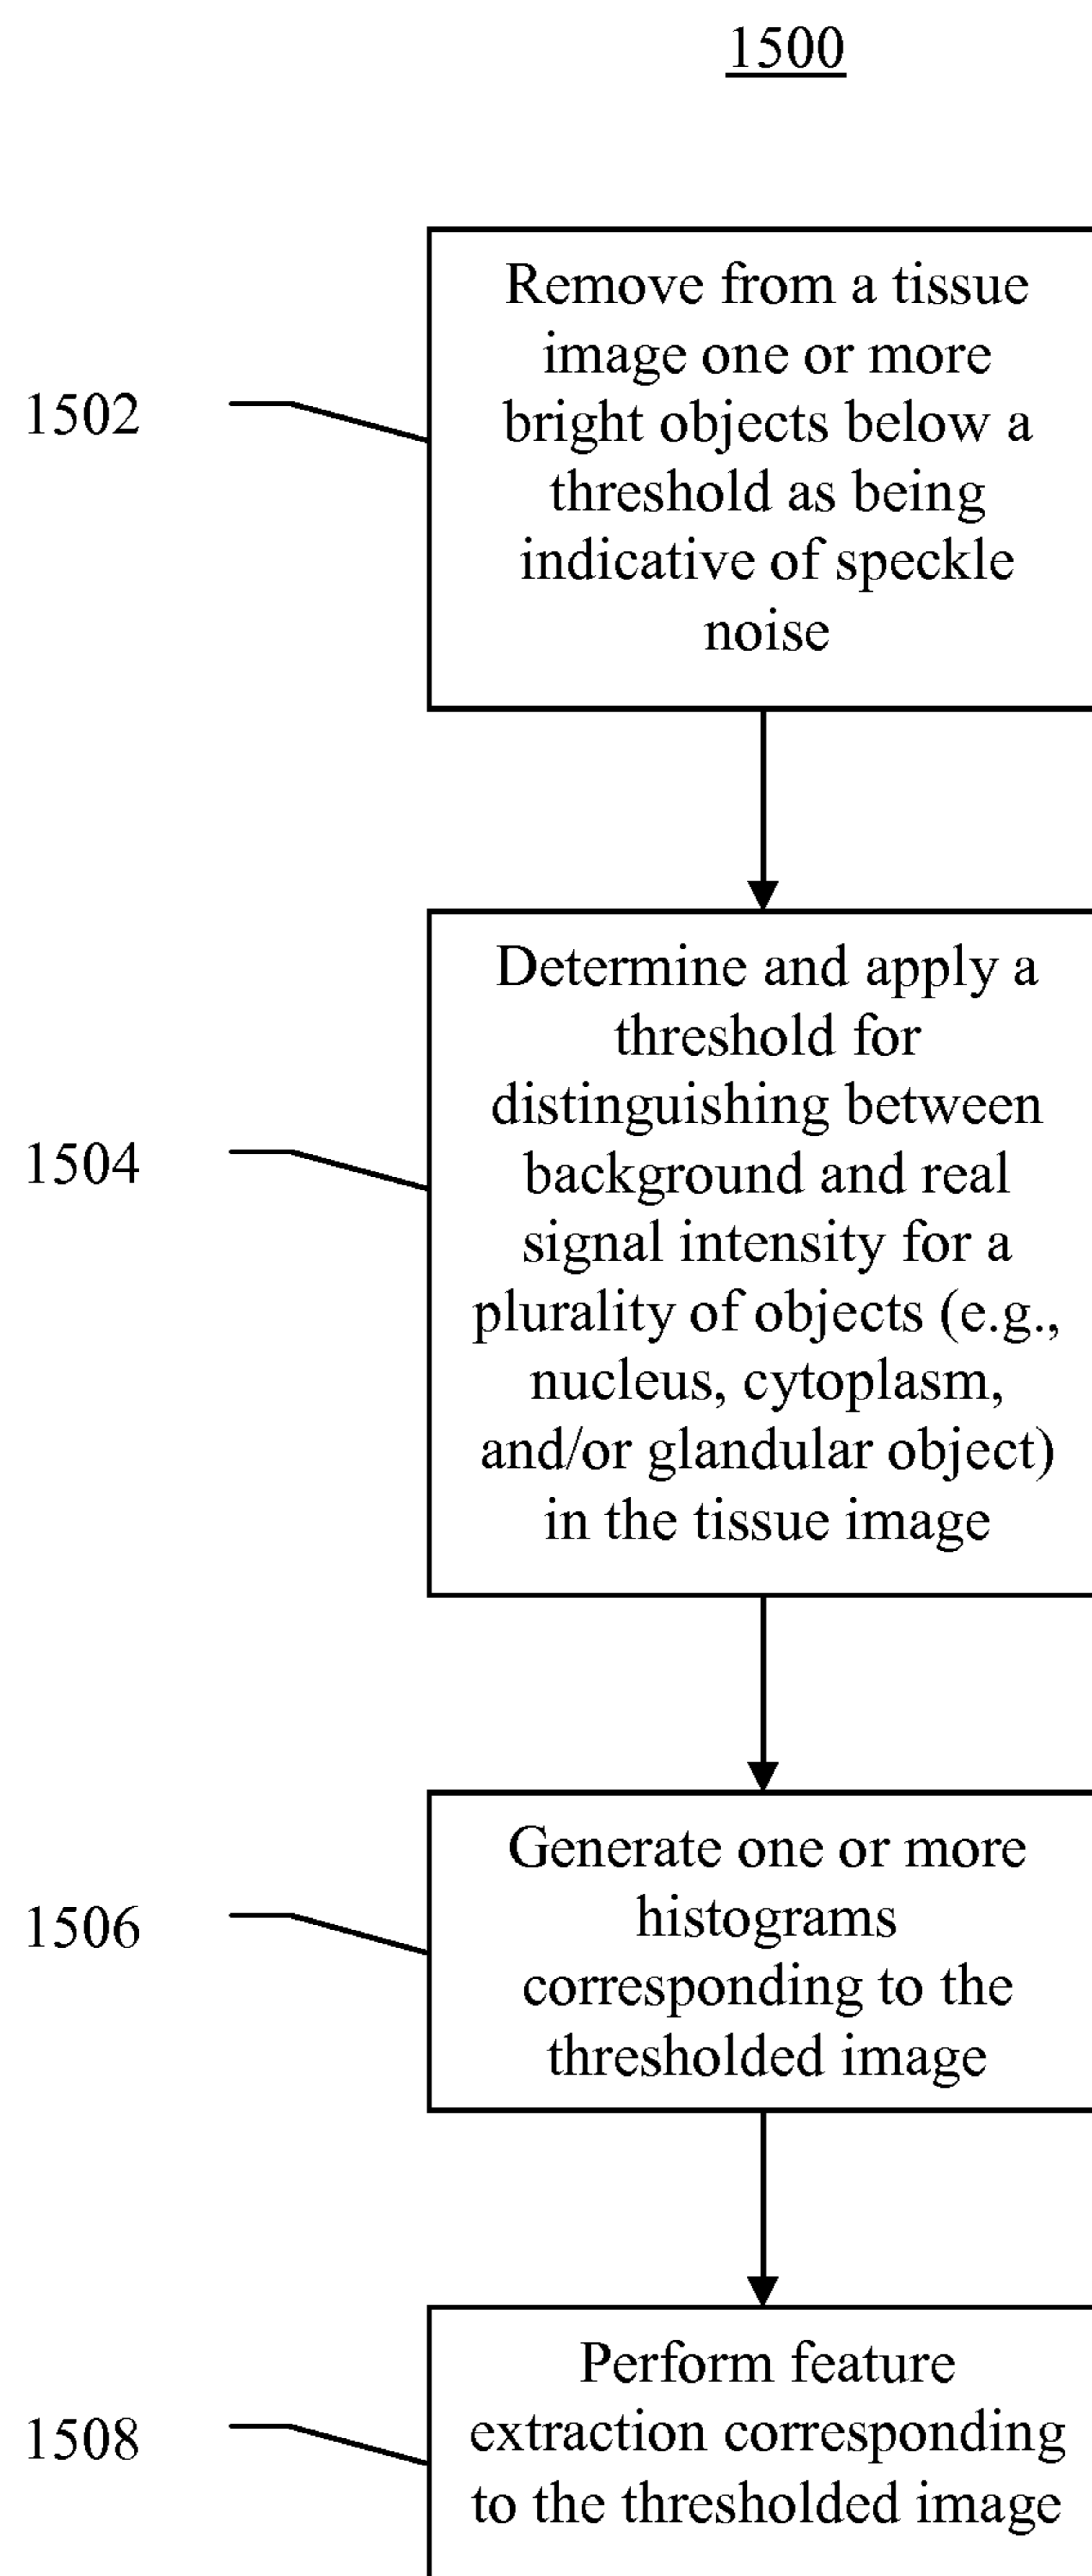 1500
1502
Remove from a tissue
image one or more
bright objects below a
threshold as being
indicative of speckle
noise
1504
Determine and apply a
threshold for
distinguishing between
background and real
signal intensity for a
plurality of objects (e.g.,
nucleus, cytoplasm,
and/or glandular object)
in the tissue image
1506
Generate one or more
histograms
corresponding to the
thresholded image
1508
Perform feature
extraction corresponding
to the thresholded image